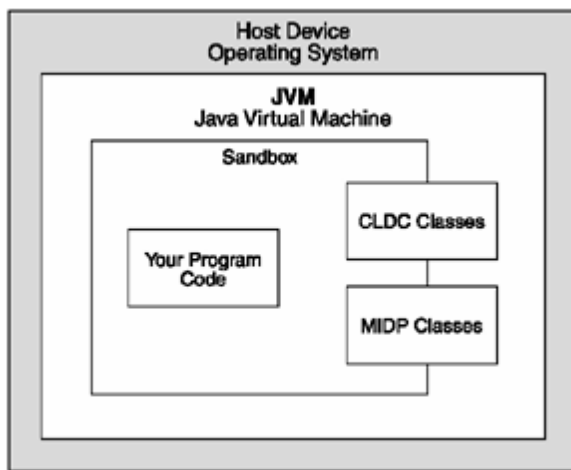 Host Device
Operating System
JVM
Java Virtual Machine
Sandbox
CLDC Classes
Your Program
Code
MIDP Classes